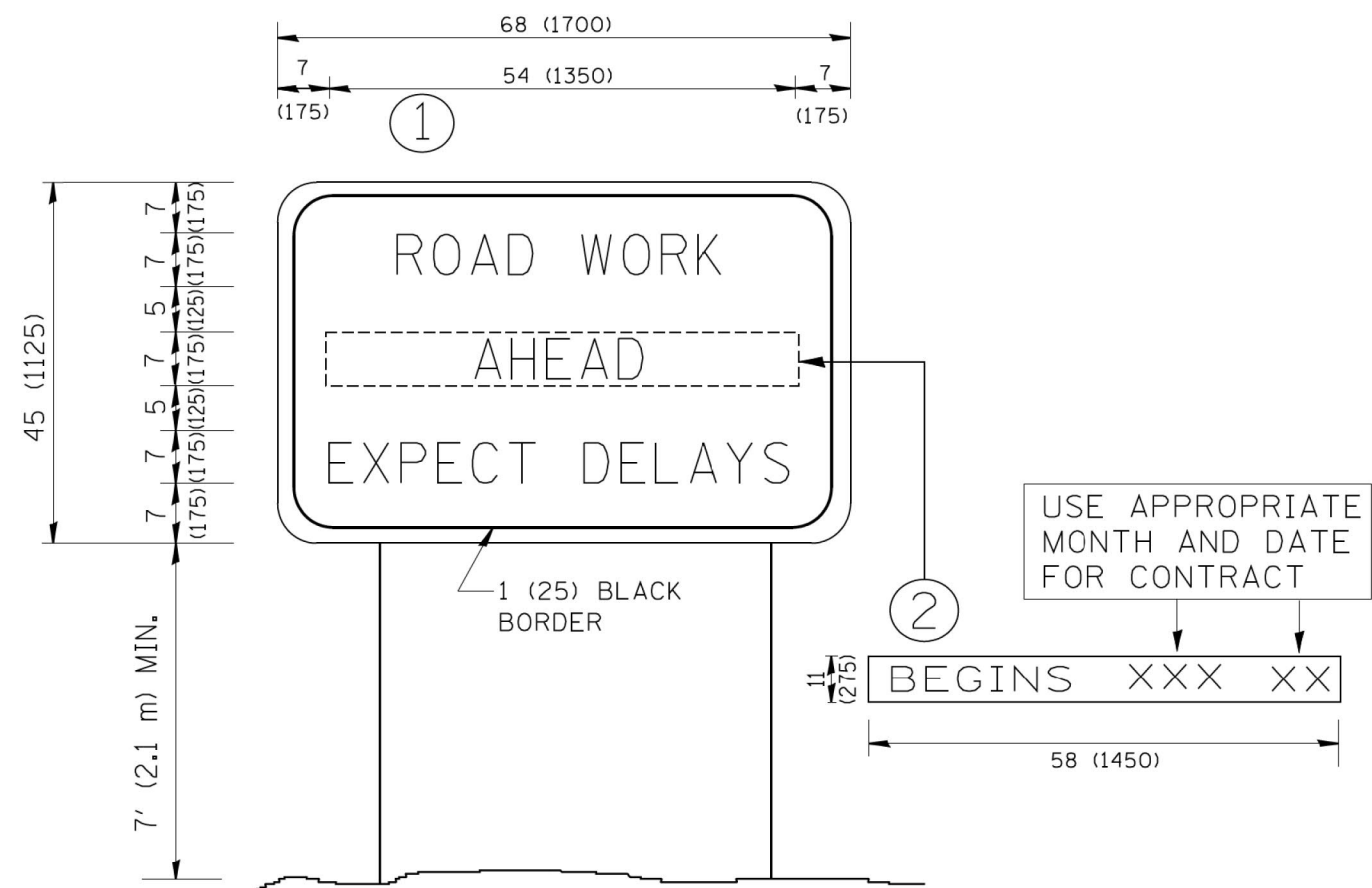 68 (1700)
7 54 (1350) 7
(175) (175)
1
45 (1125)
7 (175)
7 (175)
5 (125)
7 (175)
5 (125)
7 (175)
7 (175)
ROAD WORK
AHEAD
EXPECT DELAYS
1 (25) BLACK
BORDER
7' (2.1 m) MIN.
2
USE APPROPRIATE
MONTH AND DATE
FOR CONTRACT
11
(275)
BEGINS XXX XX
58 (1450)